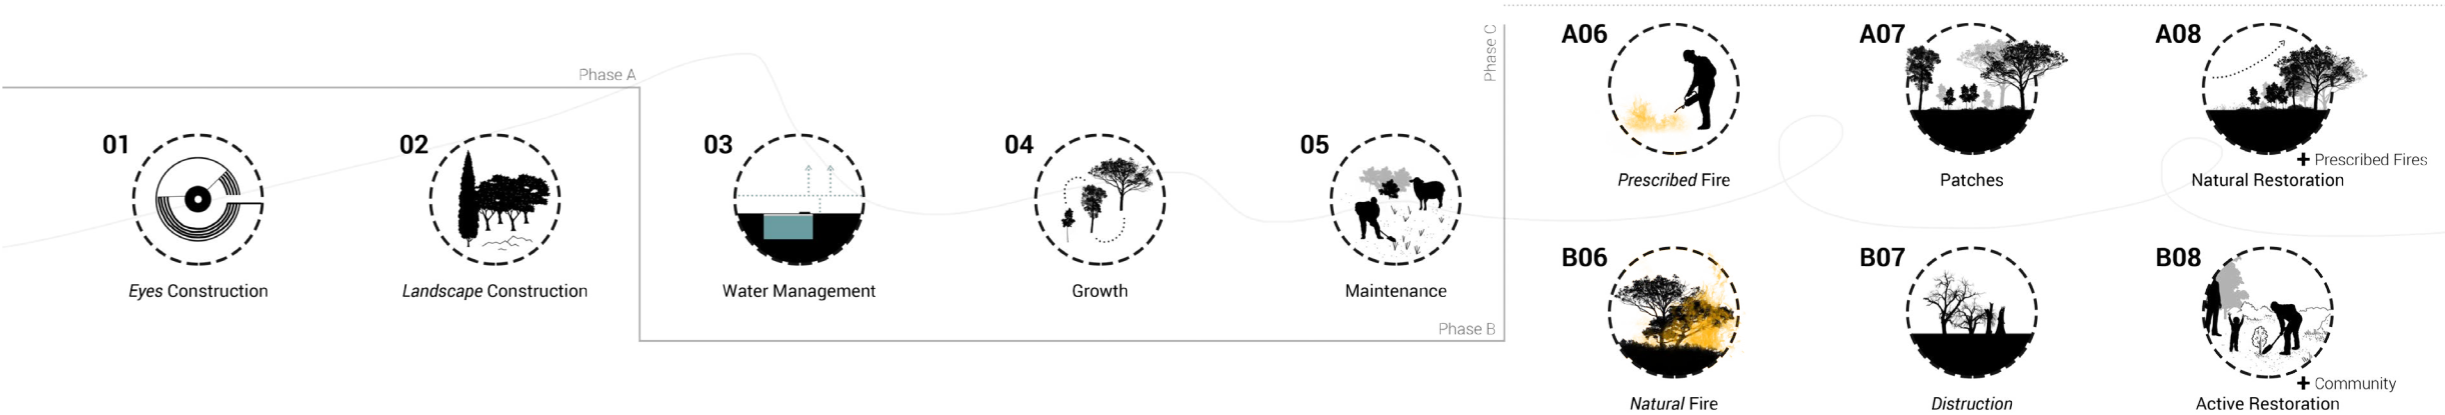 Phase A
01
Eyes Construction
02
Landscape Construction
03
Water Management
04
Growth
05
Maintenance
Phase B
Phase C
A06
Prescribed Fire
A07
Patches
A08
+ Prescribed Fires
Natural Restoration
B06
Natural Fire
B07
Distruction
B08
+ Community
Active Restoration